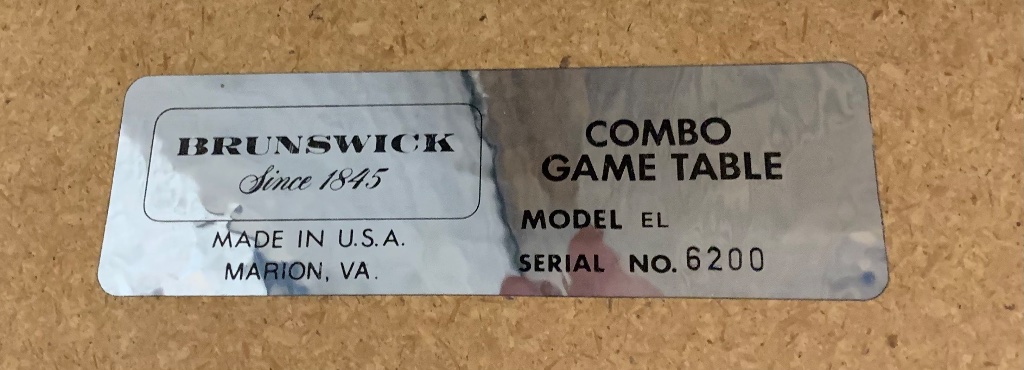 BRUNSWICK
Since 1845
MADE IN U.S.A.
MARION, VA.
COMBO
GAME TABLE
MODEL EL
SERIAL NO. 6200